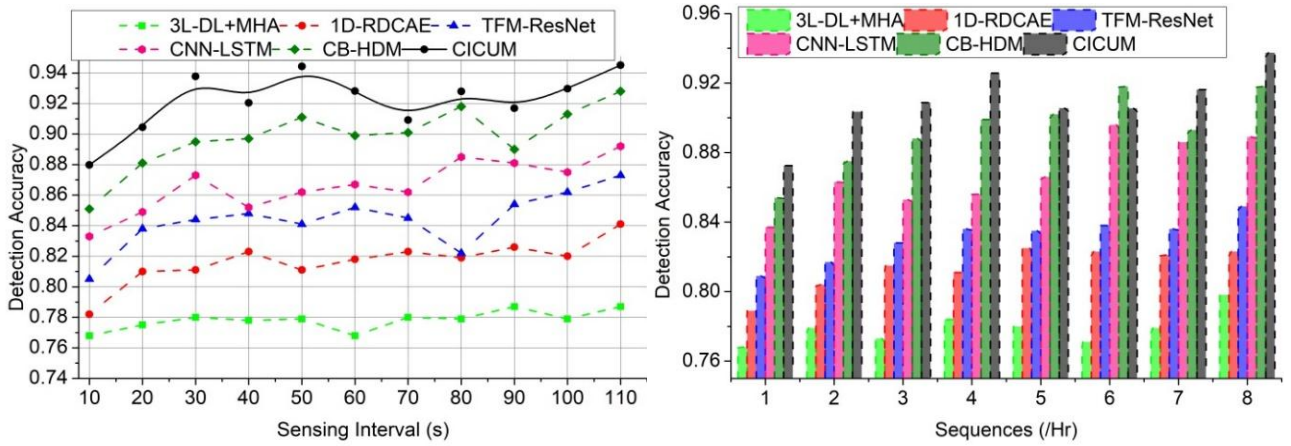 3L-DL+MHA 1D-RDCAE TFM-ResNet
CNN-LSTM CB-HDM CICUM
0.94
0.92
0.90
0.88
0.86
0.84
0.82
0.80
0.78
0.76
0.74
Detection Accuracy
10 20 30 40 50 60 70 80 90 100 110
Sensing Interval (s)
0.96
3L-DL+MHA 1D-RDCAE TFM-ResNet
CNN-LSTM CB-HDM CICUM
0.92
0.88
0.84
0.80
0.76
Detection Accuracy
1 2 3 4 5 6 7 8
Sequences (/Hr)